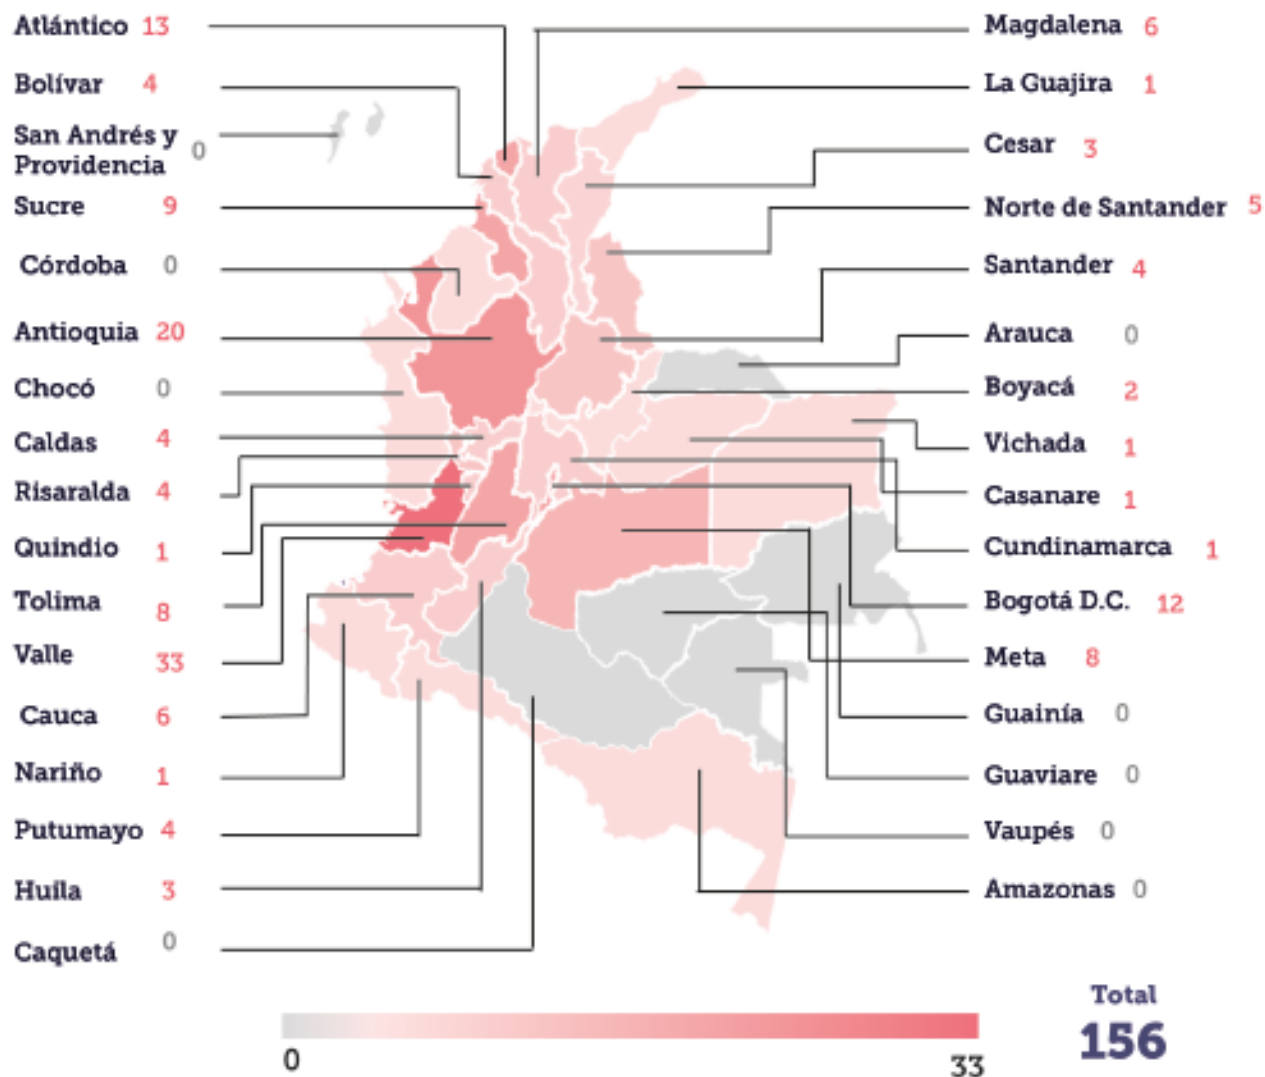 Atlántico 13
Bolívar 4
San Andrés y
Providencia 0
Sucre 9
Córdoba 0
Antioquia 20
Chocó 0
Caldas 4
Risaralda 4
Quindio 1
Tolima 8
Valle 33
Cauca 6
Nariño 1
Putumayo 4
Huila 3
Caquetá 0
Magdalena 6
La Guajira 1
Cesar 3
Norte de Santander 5
Santander 4
Arauca 0
Boyacá 2
Vichada 1
Casanare 1
Cundinamarca 1
Bogotá D.C. 12
Meta 8
Guainía 0
Guaviare 0
Vaupés 0
Amazonas 0
0
33
Total
156